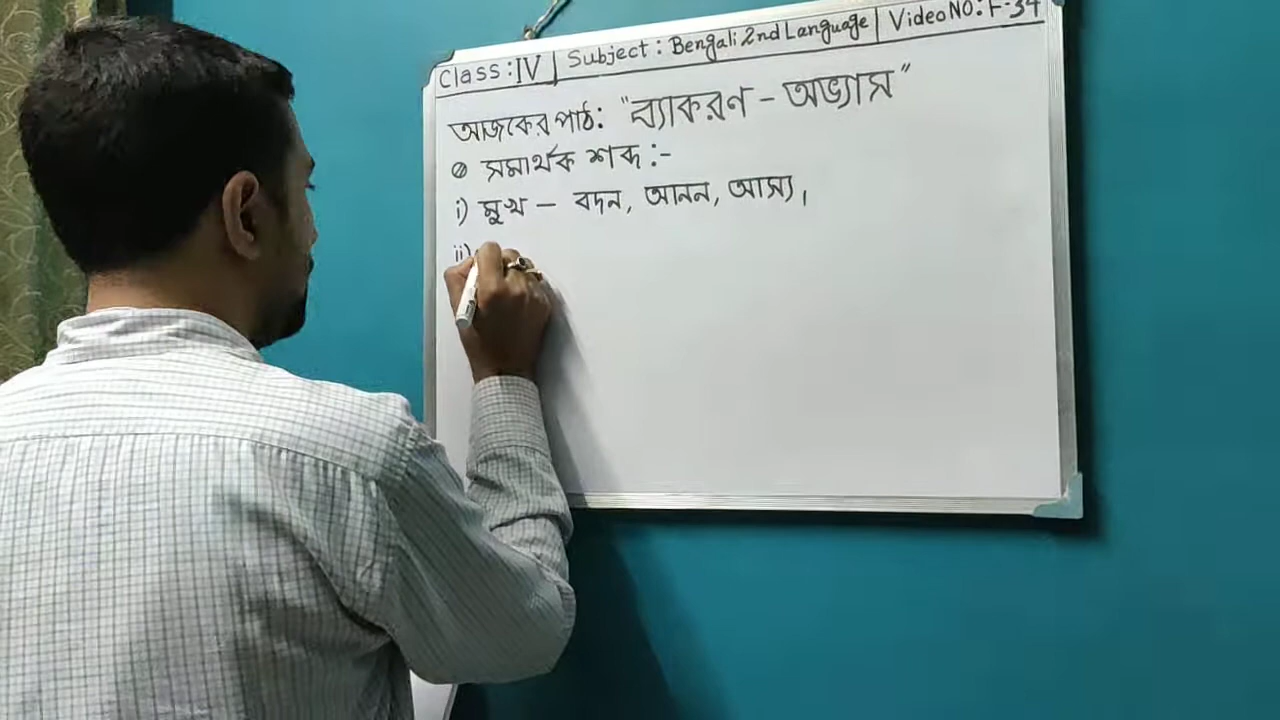 Class: IV | Subject: Bengali 2nd Language | Video NO: F-34
আজকের পাঠ: "ব্যাকরণ - অভ্যাস"
সমার্থক শব্দ :-
i) মুখ — বদন, আনন, আস্য,
ii)